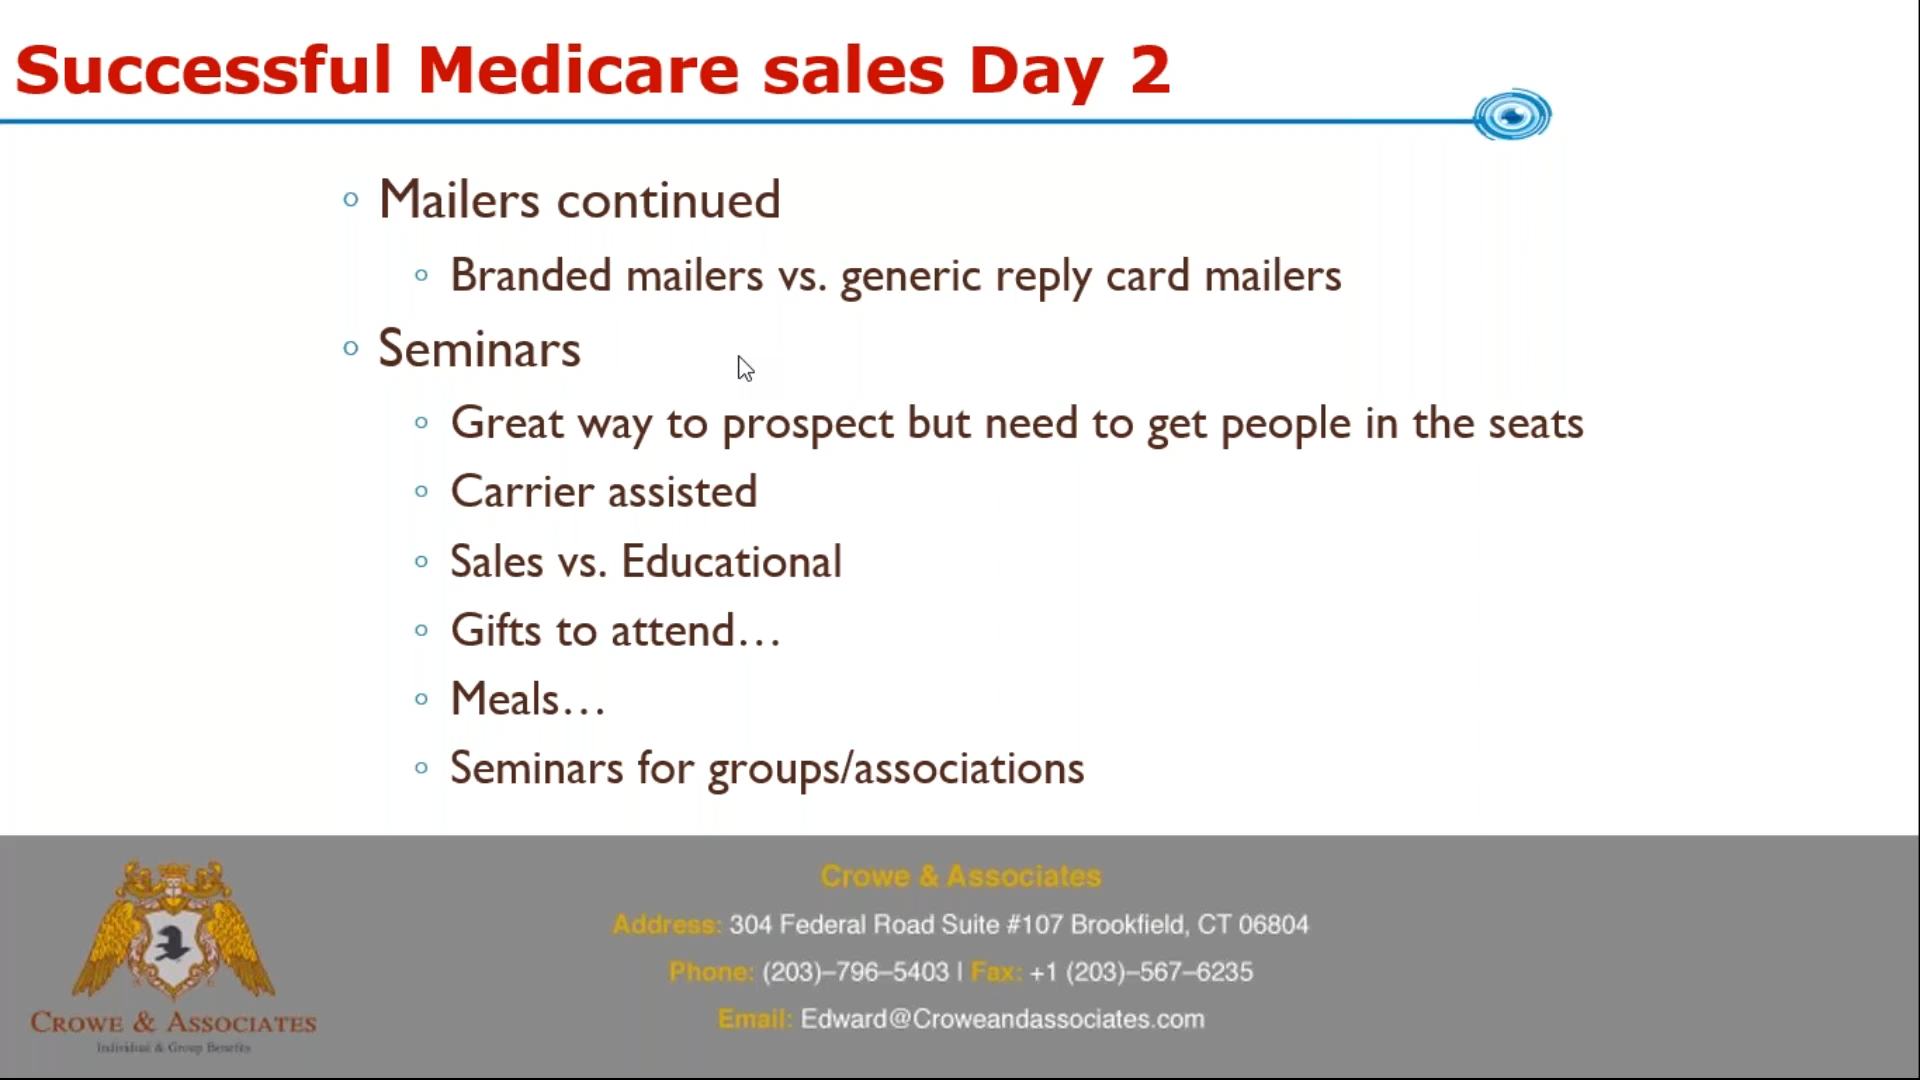 Successful Medicare sales Day 2
Mailers continued
Branded mailers vs. generic reply card mailers
Seminars
Great way to prospect but need to get people in the seats
Carrier assisted
Sales vs. Educational
Gifts to attend…
Meals…
Seminars for groups/associations
Crowe & Associates
Address: 304 Federal Road Suite #107 Brookfield, CT 06804
Phone: (203)–796–5403 | Fax: +1 (203)–567–6235
Email: Edward@Croweandassociates.com
CROWE & ASSOCIATES
Individual & Group Benefits